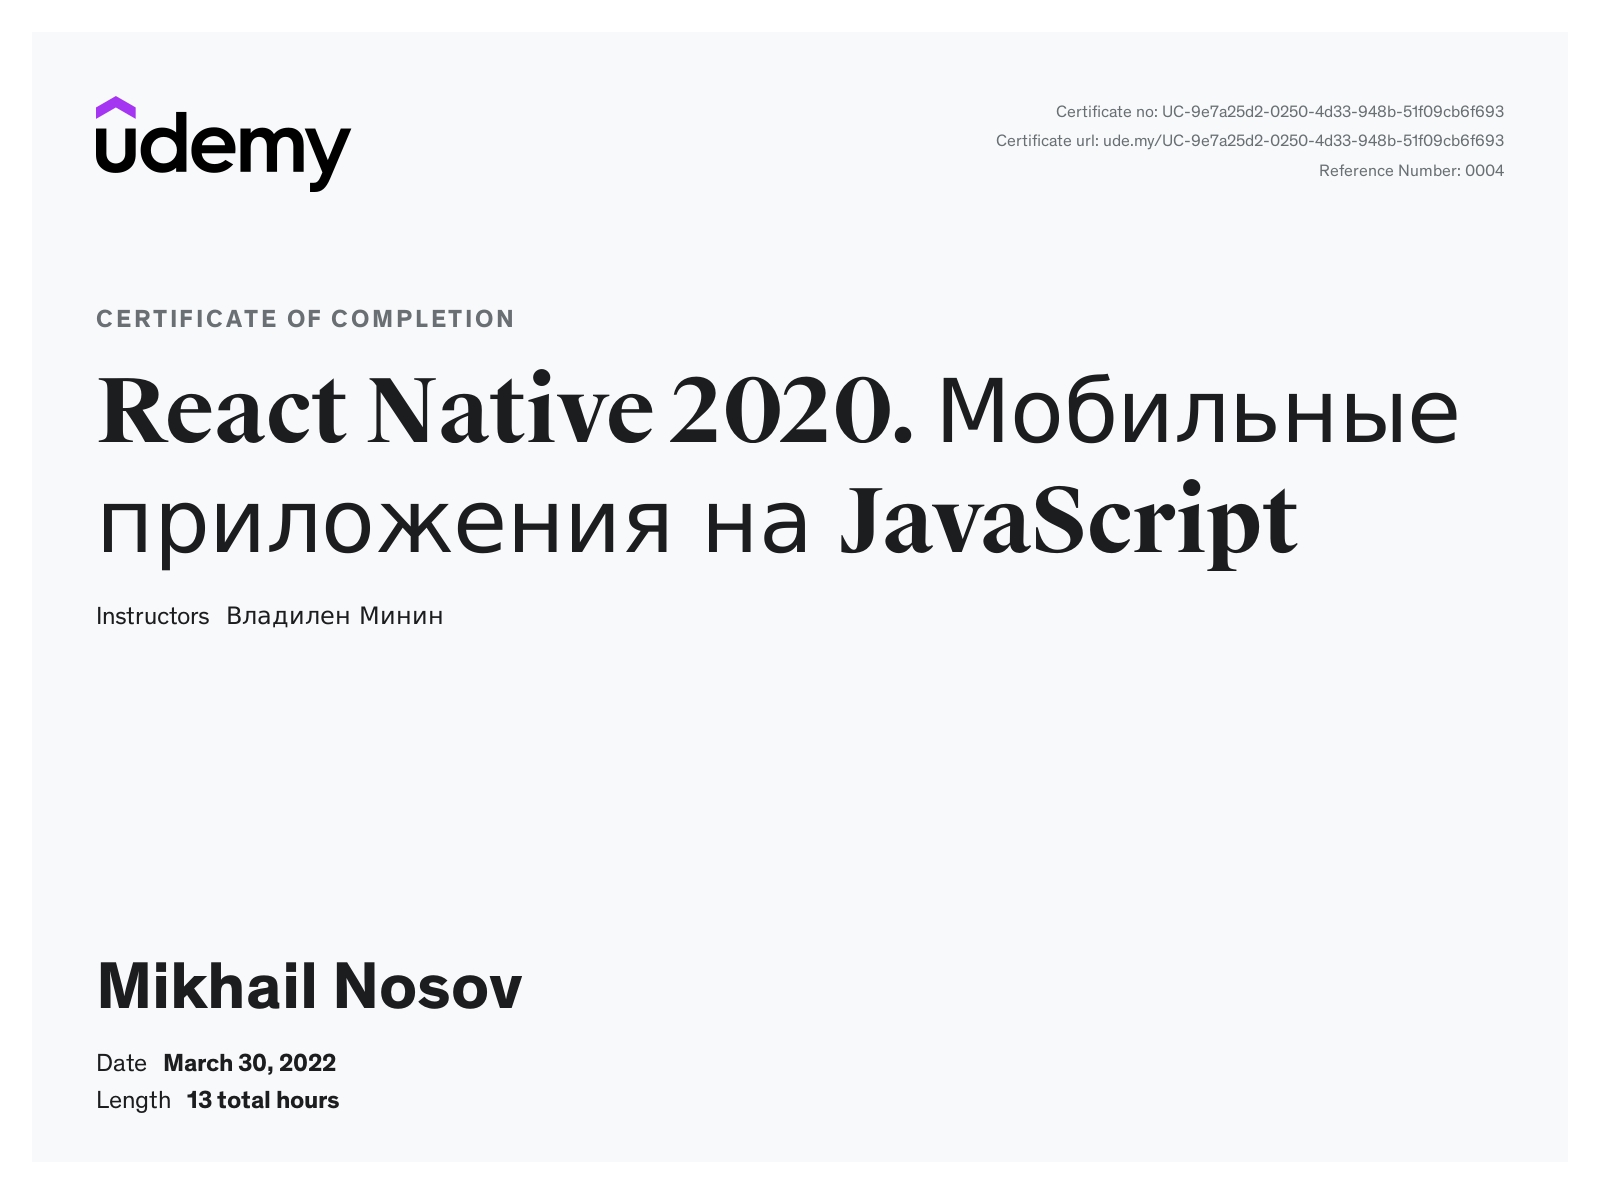 udemy
Certificate no: UC-9e7a25d2-0250-4d33-948b-51f09cb6f693
Certificate url: ude.my/UC-9e7a25d2-0250-4d33-948b-51f09cb6f693
Reference Number: 0004
CERTIFICATE OF COMPLETION
React Native 2020. Мобильные
приложения на JavaScript
Instructors Владилен Минин
Mikhail Nosov
Date March 30, 2022
Length 13 total hours